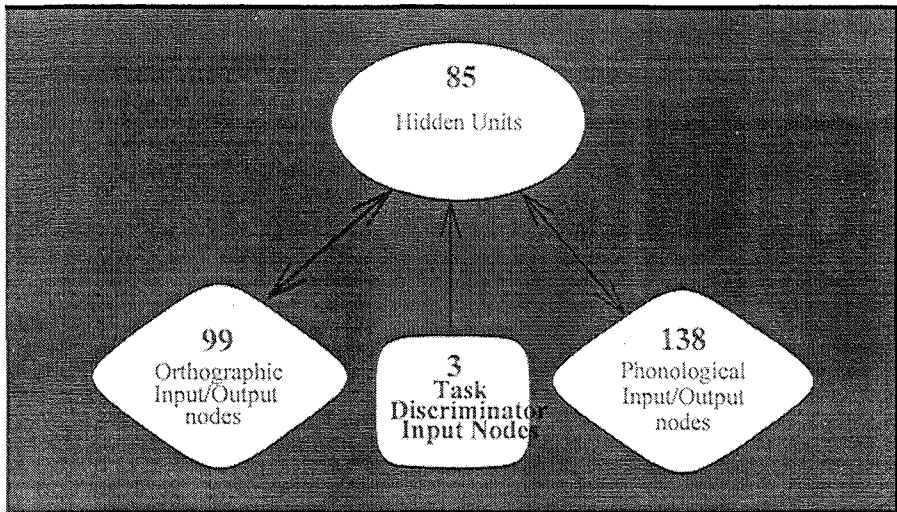 85
Hidden Units
99
Orthographic
Input/Output
nodes
3
Task
Discriminator
Input Nodes
138
Phonological
Input/Output
nodes